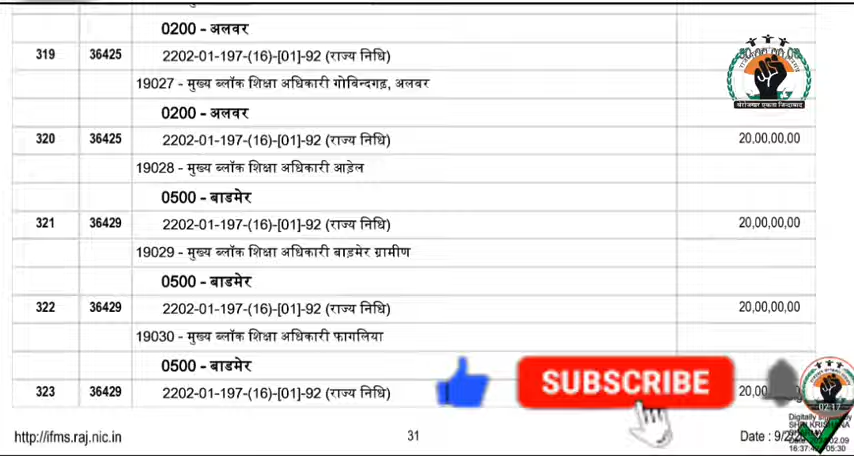 0200 - अलवर
319 36425 2202-01-197-(16)-[01]-92 (राज्य निधि)
19027 - मुख्य ब्लॉक शिक्षा अधिकारी गोविन्दगढ़, अलवर
बेरोजगार एकता जिन्दाबाद
0200 - अलवर
320 36425 2202-01-197-(16)-[01]-92 (राज्य निधि) 20,00,00,00
19028 - मुख्य ब्लॉक शिक्षा अधिकारी आड़ेल
0500 - बाडमेर
321 36429 2202-01-197-(16)-[01]-92 (राज्य निधि) 20,00,00,00
19029 - मुख्य ब्लॉक शिक्षा अधिकारी बाड़मेर ग्रामीण
0500 - बाडमेर
322 36429 2202-01-197-(16)-[01]-92 (राज्य निधि) 20,00,00,00
19030 - मुख्य ब्लॉक शिक्षा अधिकारी फागलिया
0500 - बाडमेर
323 36429 2202-01-197-(16)-[01]-92 (राज्य निधि)
SUBSCRIBE
02:17
http://ifms.raj.nic.in 31 Date :